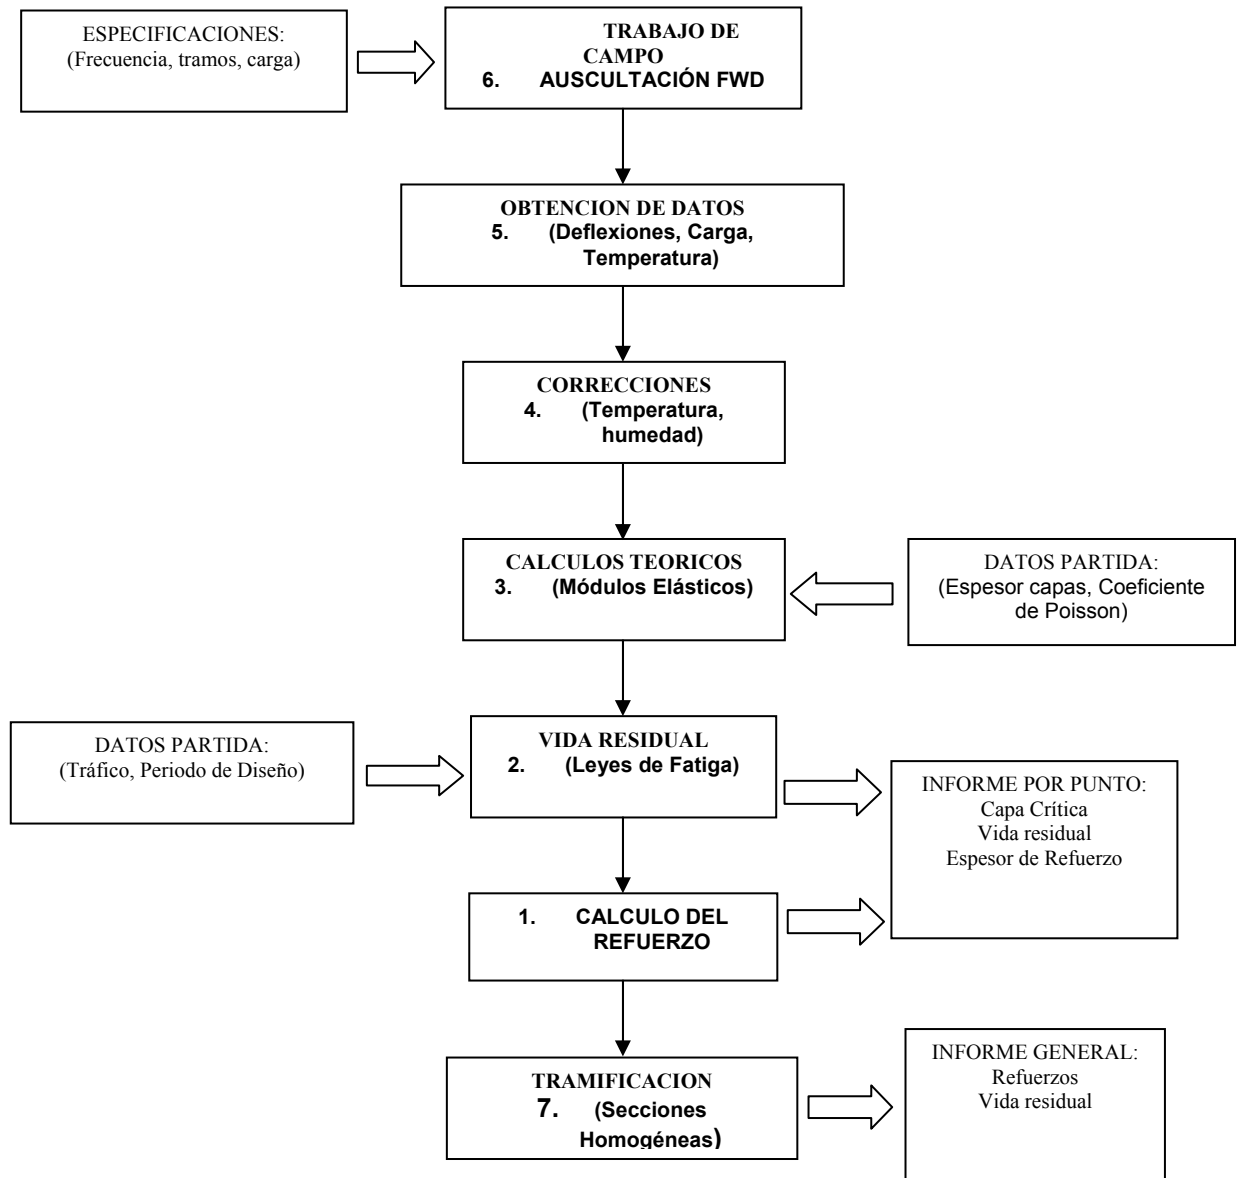 ESPECIFICACIONES:
(Frecuencia, tramos, carga)
TRABAJO DE
CAMPO
6. AUSCULTACIÓN FWD
OBTENCION DE DATOS
5. (Deflexiones, Carga,
Temperatura)
CORRECCIONES
4. (Temperatura,
humedad)
CALCULOS TEORICOS
3. (Módulos Elásticos)
DATOS PARTIDA:
(Espesor capas, Coeficiente
de Poisson)
DATOS PARTIDA:
(Tráfico, Periodo de Diseño)
VIDA RESIDUAL
2. (Leyes de Fatiga)
INFORME POR PUNTO:
Capa Crítica
Vida residual
Espesor de Refuerzo
1. CALCULO DEL
REFUERZO
TRAMIFICACION
7. (Secciones
Homogéneas)
INFORME GENERAL:
Refuerzos
Vida residual